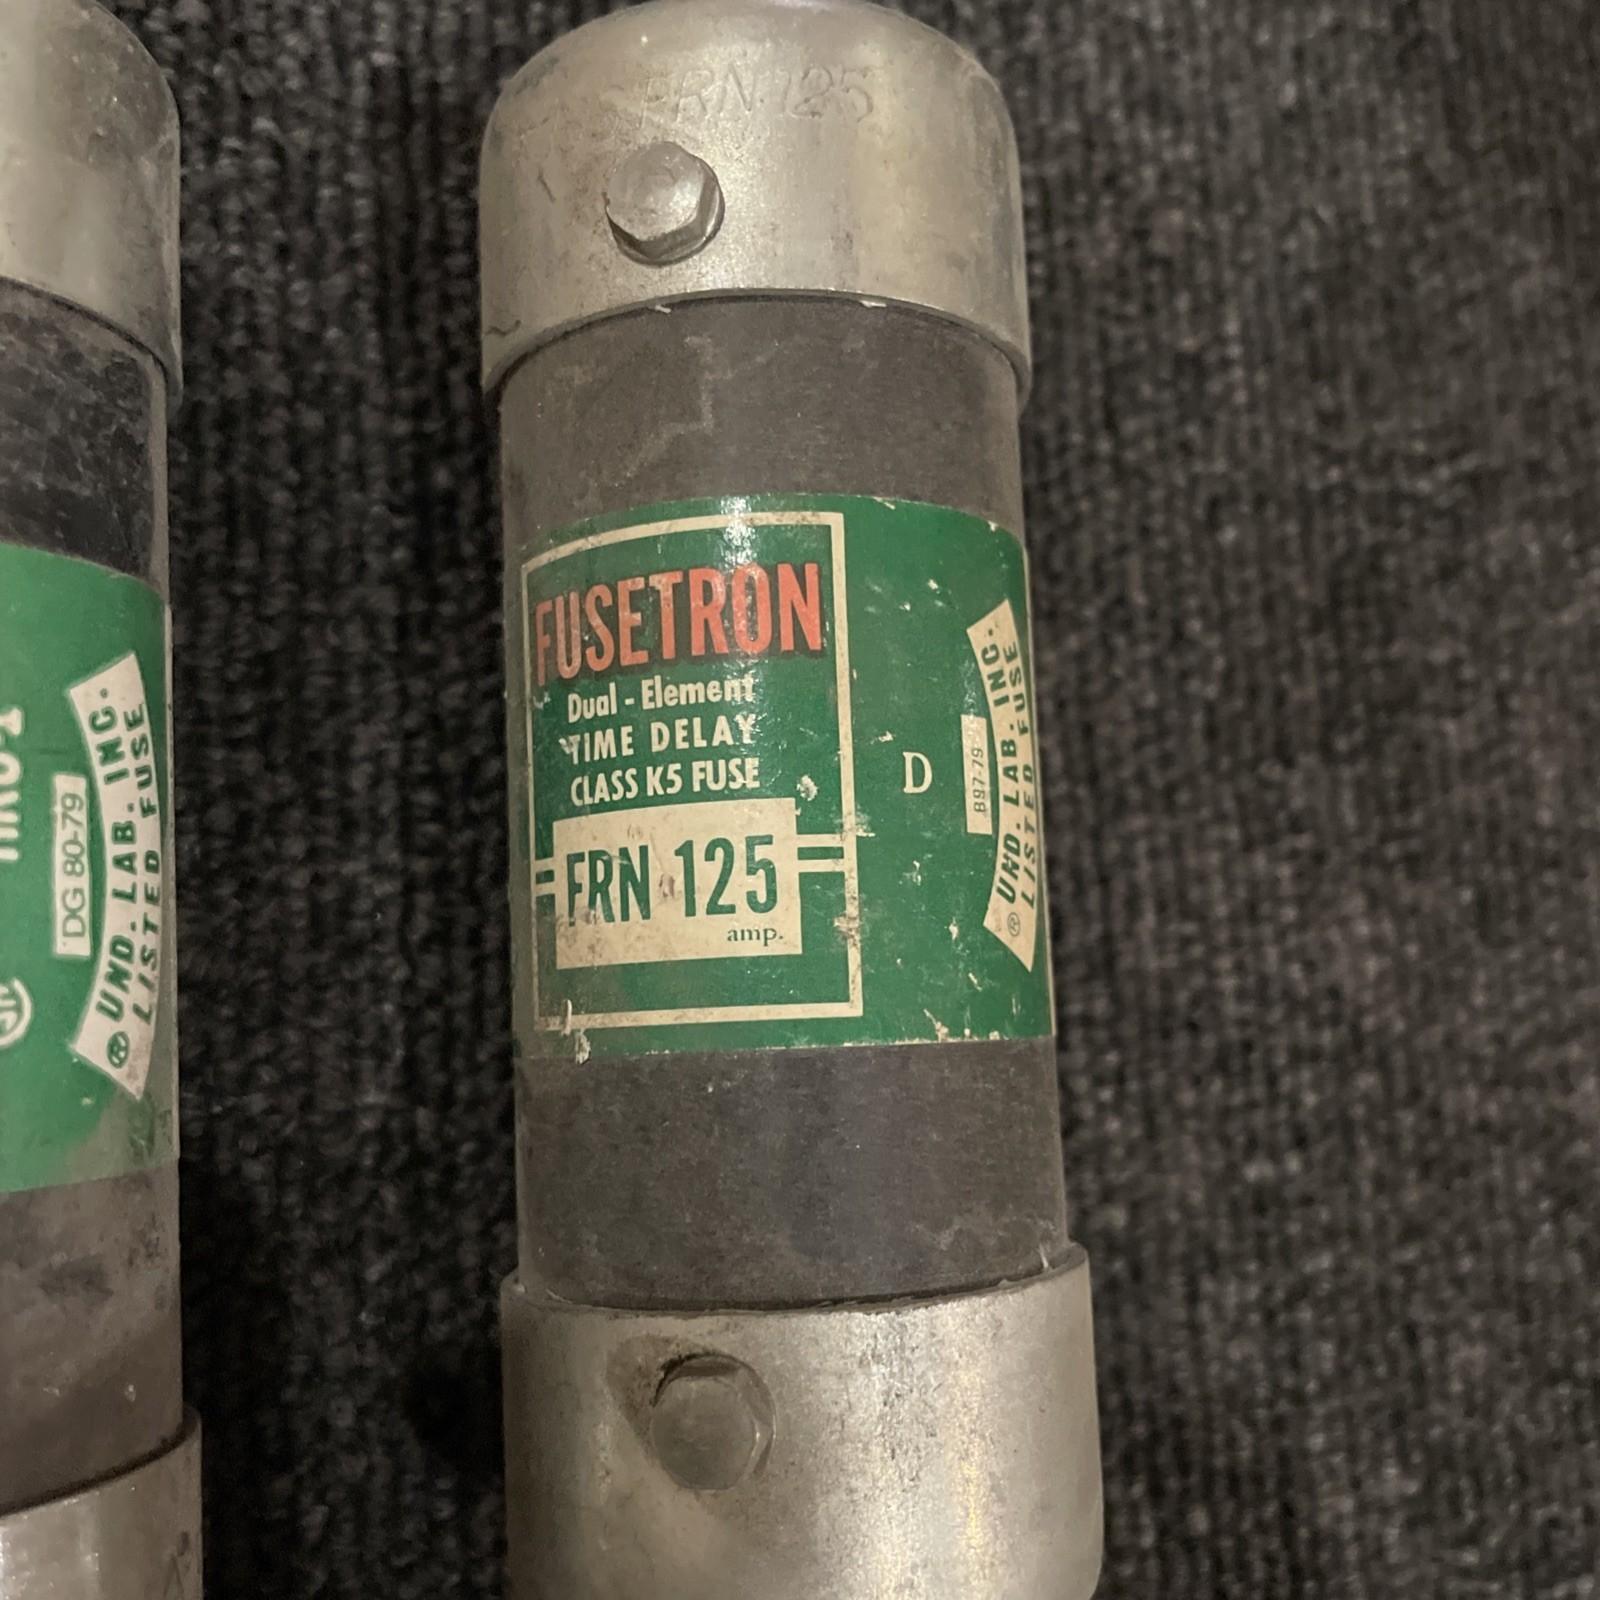 FRN 125
FUSETRON
Dual - Element
TIME DELAY
CLASS K5 FUSE
FRN 125
amp.
D
B97-79
® UND. LAB. INC.
LISTED FUSE
DG 80-79
® UND. LAB. INC.
LISTED FUSE